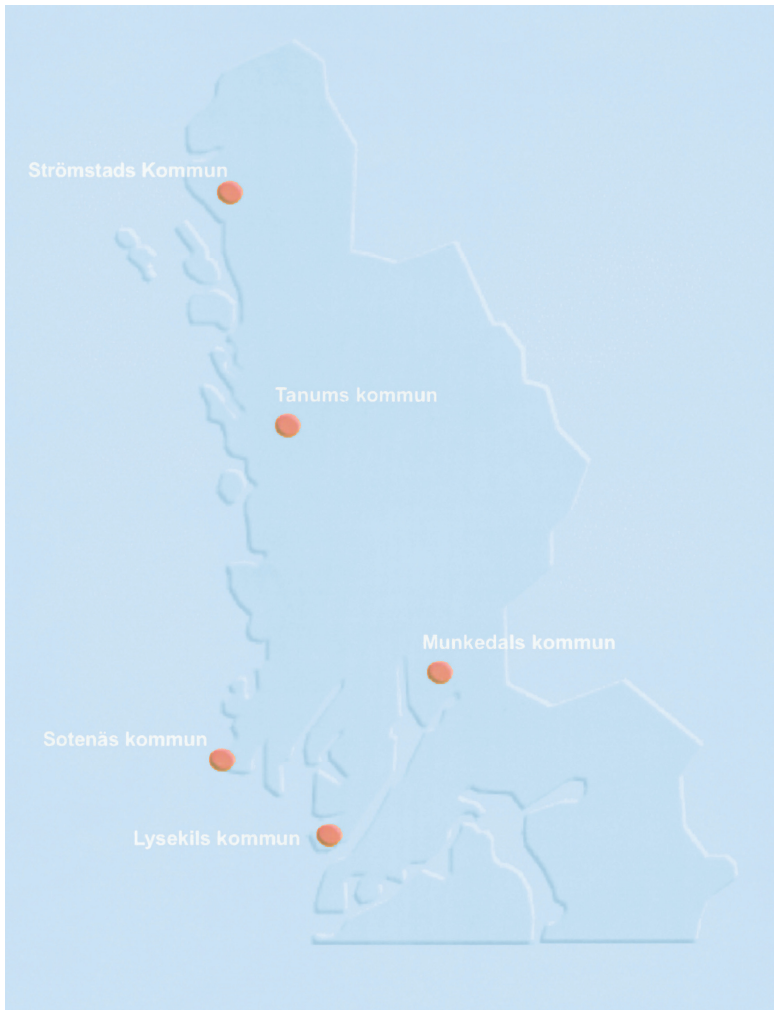 Strömstads Kommun
Tanums kommun
Munkedals kommun
Sotenäs kommun
Lysekils kommun